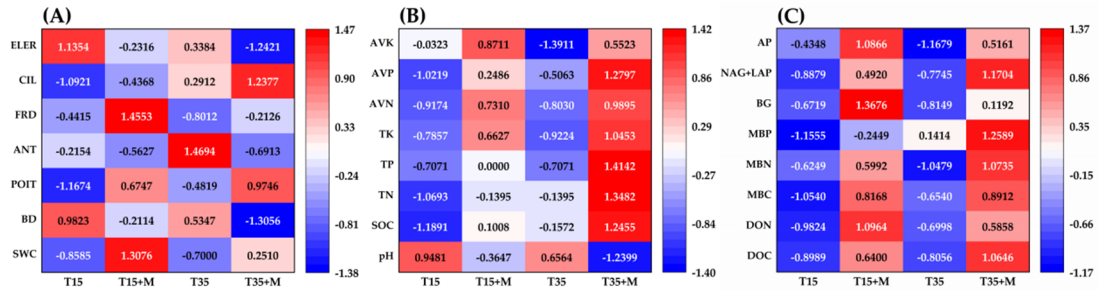 (A)
ELER 1.1354 -0.2316 0.3384 -1.2421
CIL -1.0921 -0.4368 0.2912 1.2377
FRD -0.4415 1.4553 -0.8012 -0.2126
ANT -0.2154 -0.5627 1.4694 -0.6913
POIT -1.1674 0.6747 -0.4819 0.9746
BD 0.9823 -0.2114 0.5347 -1.3056
SWC -0.8585 1.3076 -0.7000 0.2510
T15 T15+M T35 T35+M
1.47
0.90
0.33
-0.24
-0.81
-1.38
(B)
AVK -0.0323 0.8711 -1.3911 0.5523
AVP -1.0219 0.2486 -0.5063 1.2797
AVN -0.9174 0.7310 -0.8030 0.9895
TK -0.7857 0.6627 -0.9224 1.0453
TP -0.7071 0.0000 -0.7071 1.4142
TN -1.0693 -0.1395 -0.1395 1.3482
SOC -1.1891 0.1008 -0.1572 1.2455
pH 0.9481 -0.3647 0.6564 -1.2399
T15 T15+M T35 T35+M
1.42
0.86
0.29
-0.27
-0.84
-1.40
(C)
AP -0.4348 1.0866 -1.1679 0.5161
NAG+LAP -0.8879 0.4920 -0.7745 1.1704
BG -0.6719 1.3676 -0.8149 0.1192
MBP -1.1555 -0.2449 0.1414 1.2589
MBN -0.6249 0.5992 -1.0479 1.0735
MBC -1.0540 0.8168 -0.6540 0.8912
DON -0.9824 1.0964 -0.6998 0.5858
DOC -0.8989 0.6400 -0.8056 1.0646
T15 T15+M T35 T35+M
1.37
0.86
0.35
-0.15
-0.66
-1.17